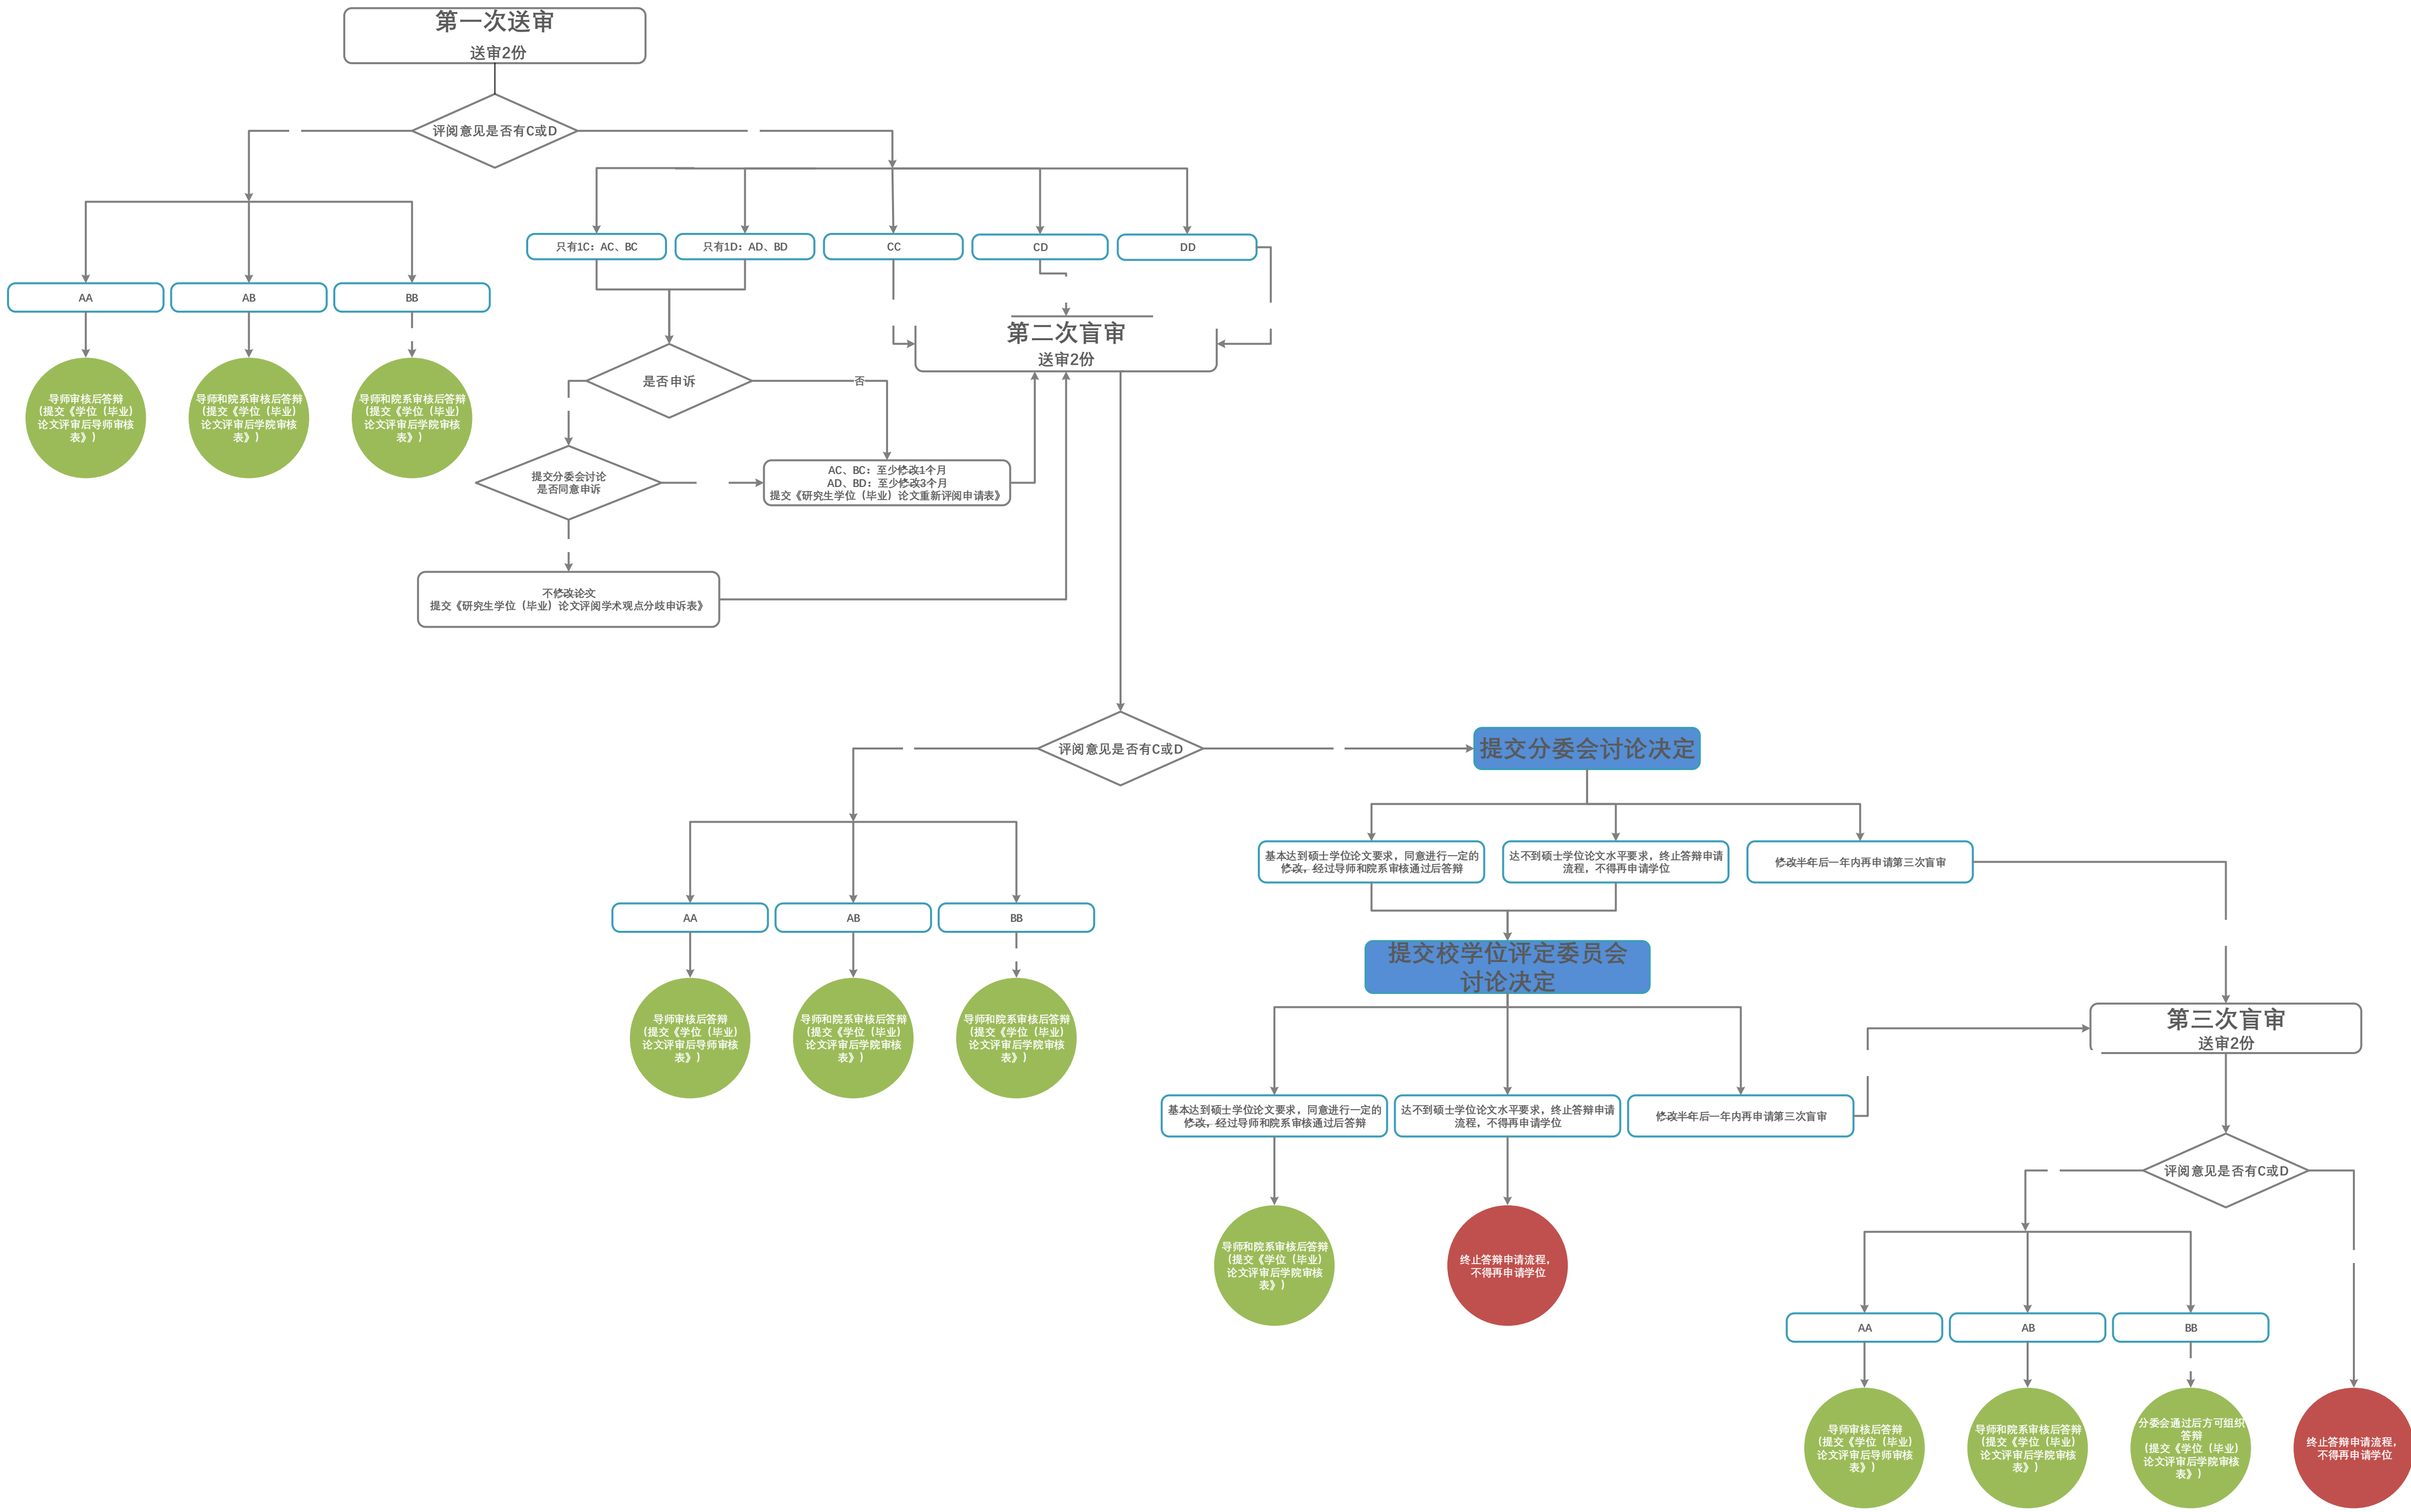 第一次送审
送审2份
评阅意见是否有C或D
只有1C：AC、BC
只有1D：AD、BD
CC
CD
DD
AA
AB
BB
第二次盲审
送审2份
是否申诉
否
导师审核后答辩
（提交《学位（毕业）
论文评审后导师审核
表》）
导师和院系审核后答辩
（提交《学位（毕业）
论文评审后学院审核
表》）
导师和院系审核后答辩
（提交《学位（毕业）
论文评审后学院审核
表》）
提交分委会讨论
是否同意申诉
AC、BC：至少修改1个月
AD、BD：至少修改3个月
提交《研究生学位（毕业）论文重新评阅申请表》
不修改论文
提交《研究生学位（毕业）论文评阅学术观点分歧申诉表》
评阅意见是否有C或D
提交分委会讨论决定
基本达到硕士学位论文要求，同意进行一定的
修改，经过导师和院系审核通过后答辩
达不到硕士学位论文水平要求，终止答辩申请
流程，不得再申请学位
修改半年后一年内再申请第三次盲审
AA
AB
BB
提交校学位评定委员会
讨论决定
导师审核后答辩
（提交《学位（毕业）
论文评审后导师审核
表》）
导师和院系审核后答辩
（提交《学位（毕业）
论文评审后学院审核
表》）
导师和院系审核后答辩
（提交《学位（毕业）
论文评审后学院审核
表》）
第三次盲审
送审2份
基本达到硕士学位论文要求，同意进行一定的
修改，经过导师和院系审核通过后答辩
达不到硕士学位论文水平要求，终止答辩申请
流程，不得再申请学位
修改半年后一年内再申请第三次盲审
评阅意见是否有C或D
导师和院系审核后答辩
（提交《学位（毕业）
论文评审后学院审核
表》）
终止答辩申请流程，
不得再申请学位
AA
AB
BB
导师审核后答辩
（提交《学位（毕业）
论文评审后导师审核
表》）
导师和院系审核后答辩
（提交《学位（毕业）
论文评审后学院审核
表》）
分委会通过后方可组织
答辩
（提交《学位（毕业）
论文评审后学院审核
表》）
终止答辩申请流程，
不得再申请学位